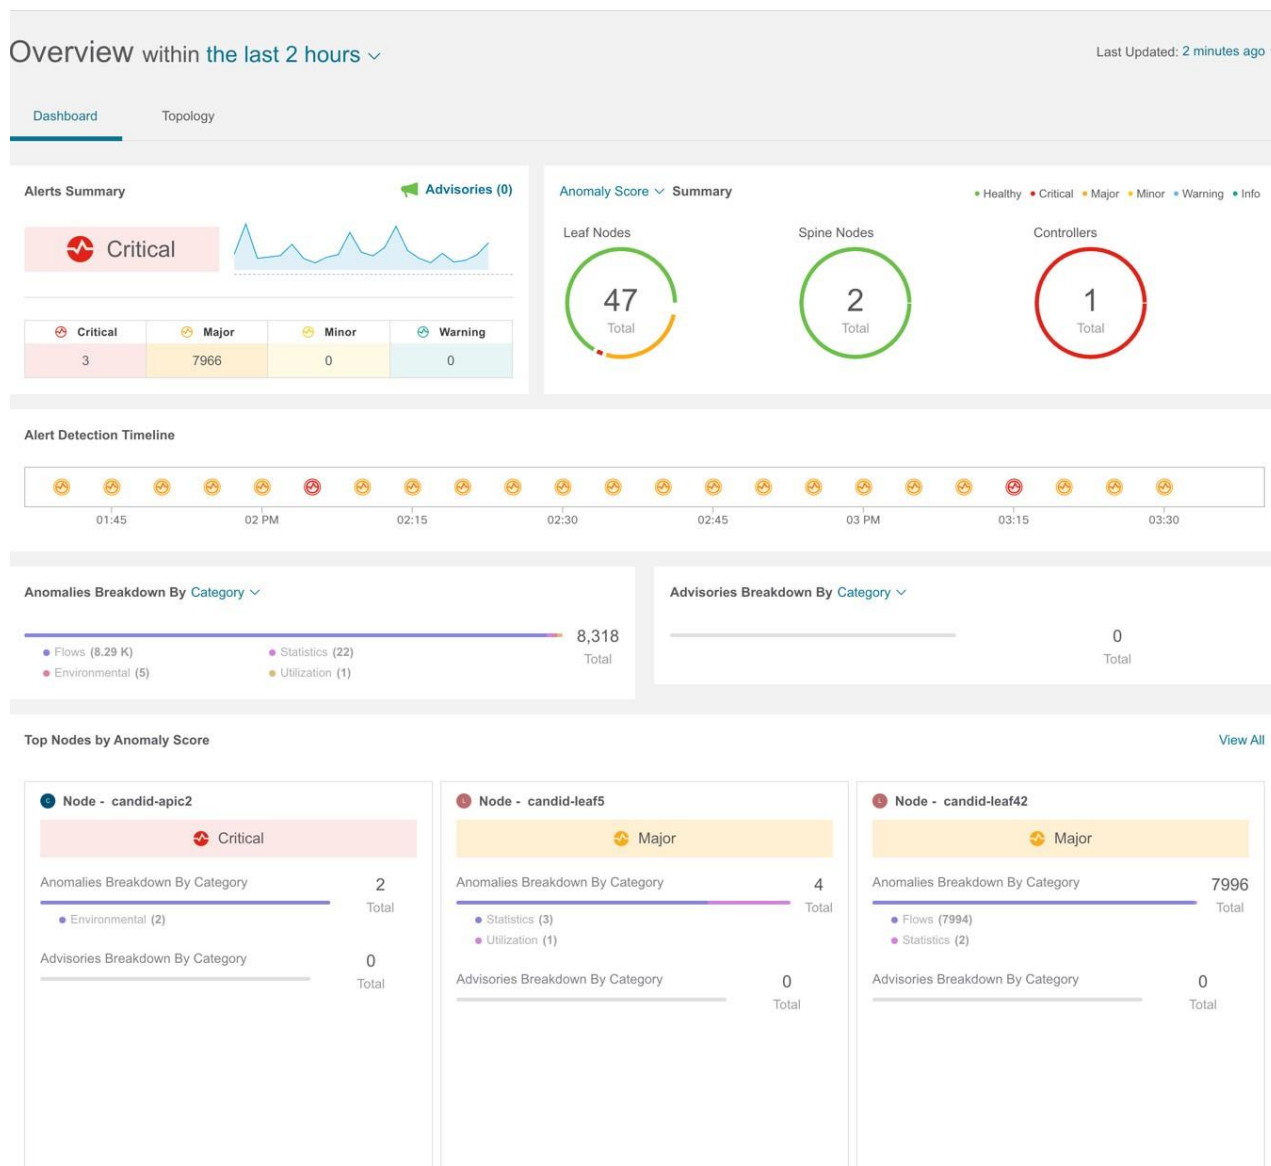 Overview within the last 2 hours
Last Updated: 2 minutes ago
Dashboard Topology
Alerts Summary
Advisories (0)
Critical
Critical Major Minor Warning
3 7966 0 0
Anomaly Score Summary
Healthy Critical Major Minor Warning Info
Leaf Nodes Spine Nodes Controllers
47 2 1
Total Total Total
Alert Detection Timeline
01:45 02 PM 02:15 02:30 02:45 03 PM 03:15 03:30
Anomalies Breakdown By Category
8,318
Total
Flows (8.29 K) Statistics (22)
Environmental (5) Utilization (1)
Advisories Breakdown By Category
0
Total
Top Nodes by Anomaly Score
View All
C Node - candid-apic2
Critical
Anomalies Breakdown By Category 2
Total
Environmental (2)
Advisories Breakdown By Category 0
Total
L Node - candid-leaf5
Major
Anomalies Breakdown By Category 4
Total
Statistics (3)
Utilization (1)
Advisories Breakdown By Category 0
Total
L Node - candid-leaf42
Major
Anomalies Breakdown By Category 7996
Total
Flows (7994)
Statistics (2)
Advisories Breakdown By Category 0
Total